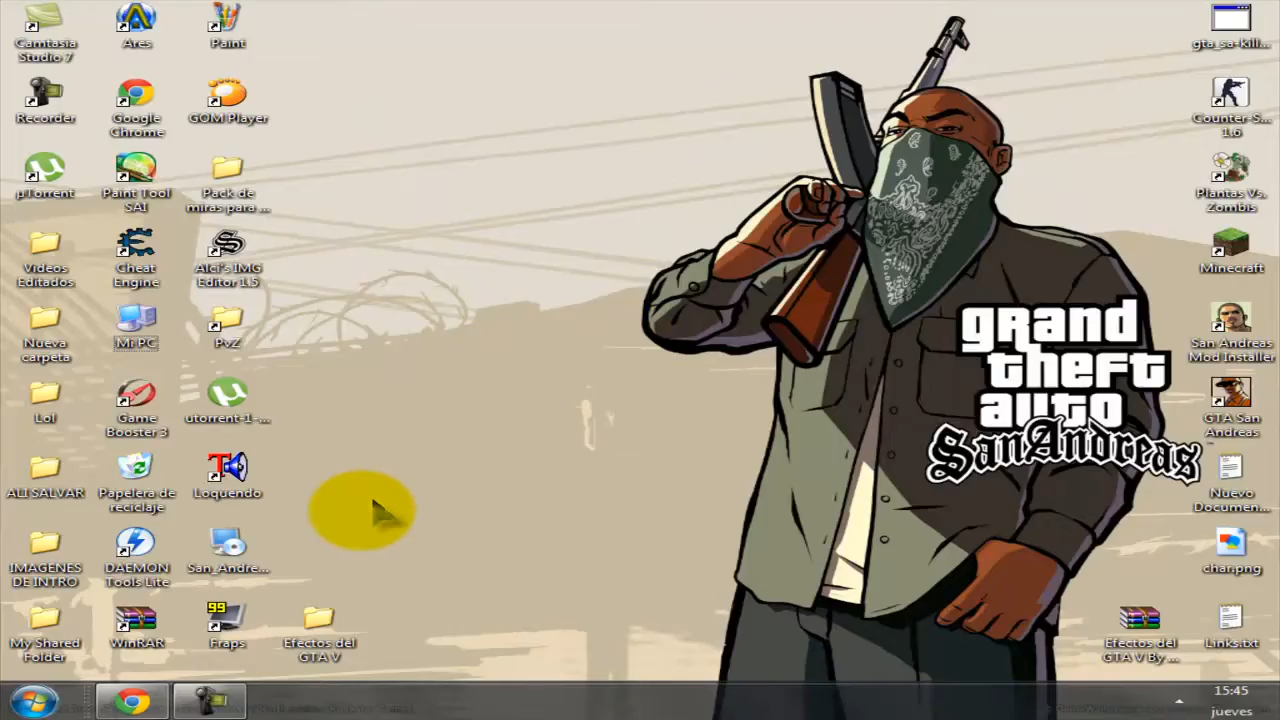 Camtasia
Studio 7
Ares
Paint
gta_sa-kill...
Recorder
Google
Chrome
GOM Player
Counter-S...
1.6
µTorrent
Paint Tool
SAI
Pack de
miras para ...
Plantas Vs.
Zombis
Videos
Editados
Cheat
Engine
Alci's IMG
Editor 1.5
Minecraft
Nueva
carpeta
Mi PC
PvZ
San Andreas
Mod Installer
grand
theft
auto
San Andreas
Lol
Game
Booster 3
utorrent-1-...
GTA San
Andreas
ALI SALVAR
Papelera de
reciclaje
Loquendo
Nuevo
Documen...
IMAGENES
DE INTRO
DAEMON
Tools Lite
San_Andre...
char.png
My Shared
Folder
WinRAR
99
Fraps
Efectos del
GTA V
Efectos del
GTA V By ...
Links.txt
15:45
jueves